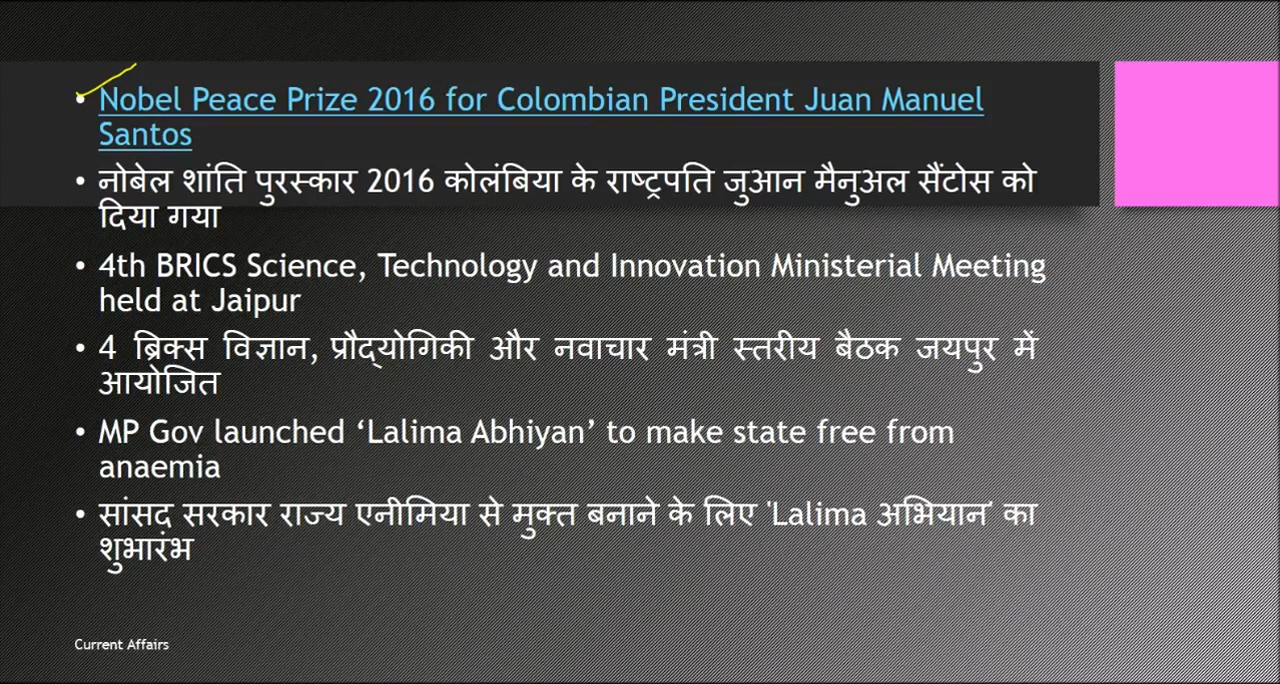 • Nobel Peace Prize 2016 for Colombian President Juan Manuel
Santos
• नोबेल शांति पुरस्कार 2016 कोलंबिया के राष्ट्रपति जुआन मैनुअल सैंटोस को
दिया गया
• 4th BRICS Science, Technology and Innovation Ministerial Meeting
held at Jaipur
• 4 ब्रिक्स विज्ञान, प्रौद्योगिकी और नवाचार मंत्री स्तरीय बैठक जयपुर में
आयोजित
• MP Gov launched ‘Lalima Abhiyan’ to make state free from
anaemia
• सांसद सरकार राज्य एनीमिया से मुक्त बनाने के लिए 'Lalima अभियान' का
शुभारंभ
Current Affairs